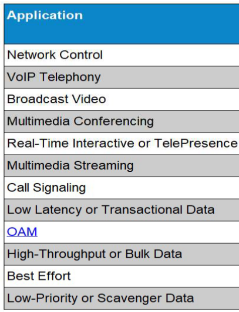 Application
Network Control
VoIP Telephony
Broadcast Video
Multimedia Conferencing
Real-Time Interactive or TelePresence
Multimedia Streaming
Call Signaling
Low Latency or Transactional Data
OAM
High-Throughput or Bulk Data
Best Effort
Low-Priority or Scavenger Data